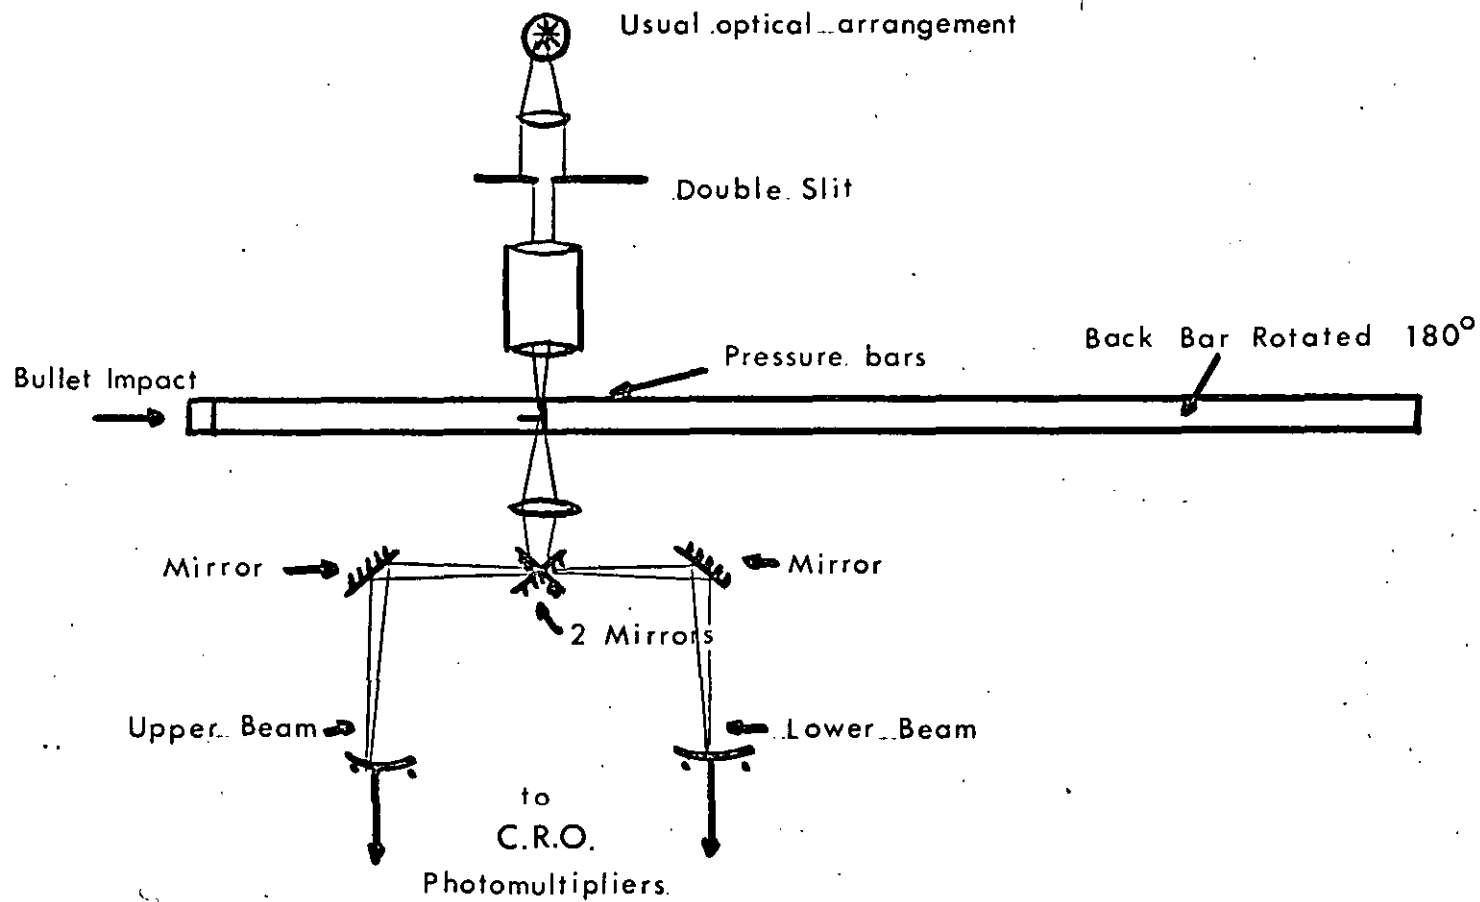 Usual optical arrangement
Double Slit
Back Bar Rotated 180°
Pressure bars
Bullet Impact
Mirror
Mirror
2 Mirrors
Upper Beam
Lower Beam
to
C.R.O.
Photomultipliers.